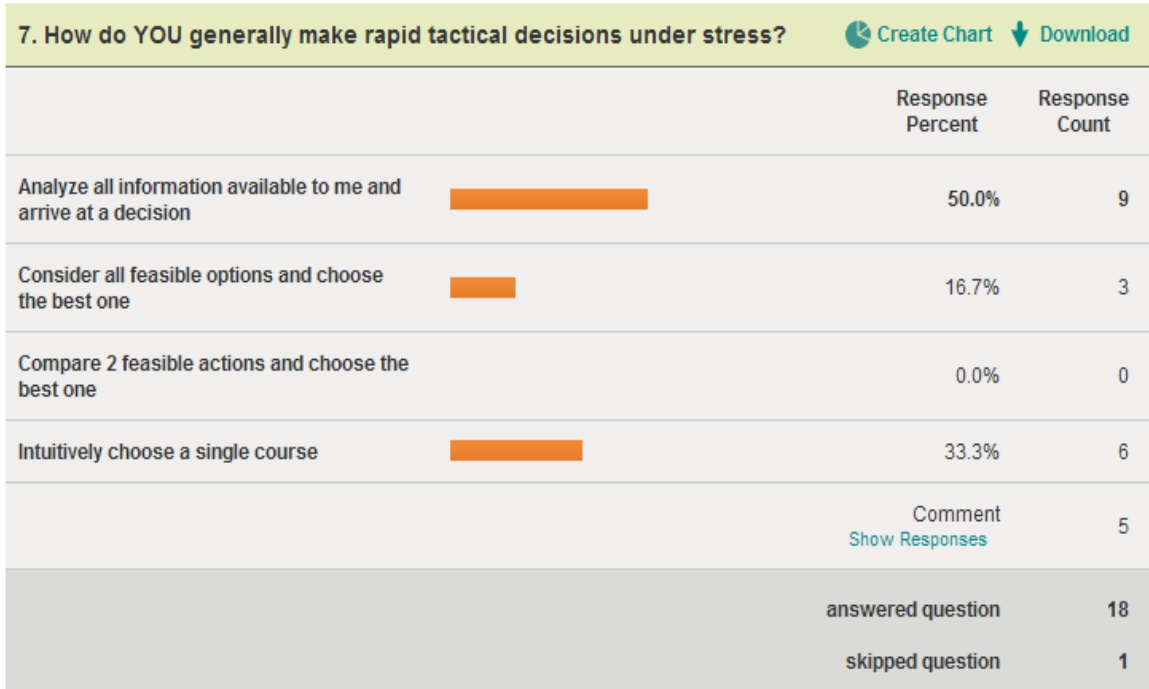 7. How do YOU generally make rapid tactical decisions under stress? Create Chart Download
Response Percent Response Count
Analyze all information available to me and
arrive at a decision 50.0% 9
Consider all feasible options and choose
the best one 16.7% 3
Compare 2 feasible actions and choose the
best one 0.0% 0
Intuitively choose a single course 33.3% 6
Comment
Show Responses 5
answered question 18
skipped question 1